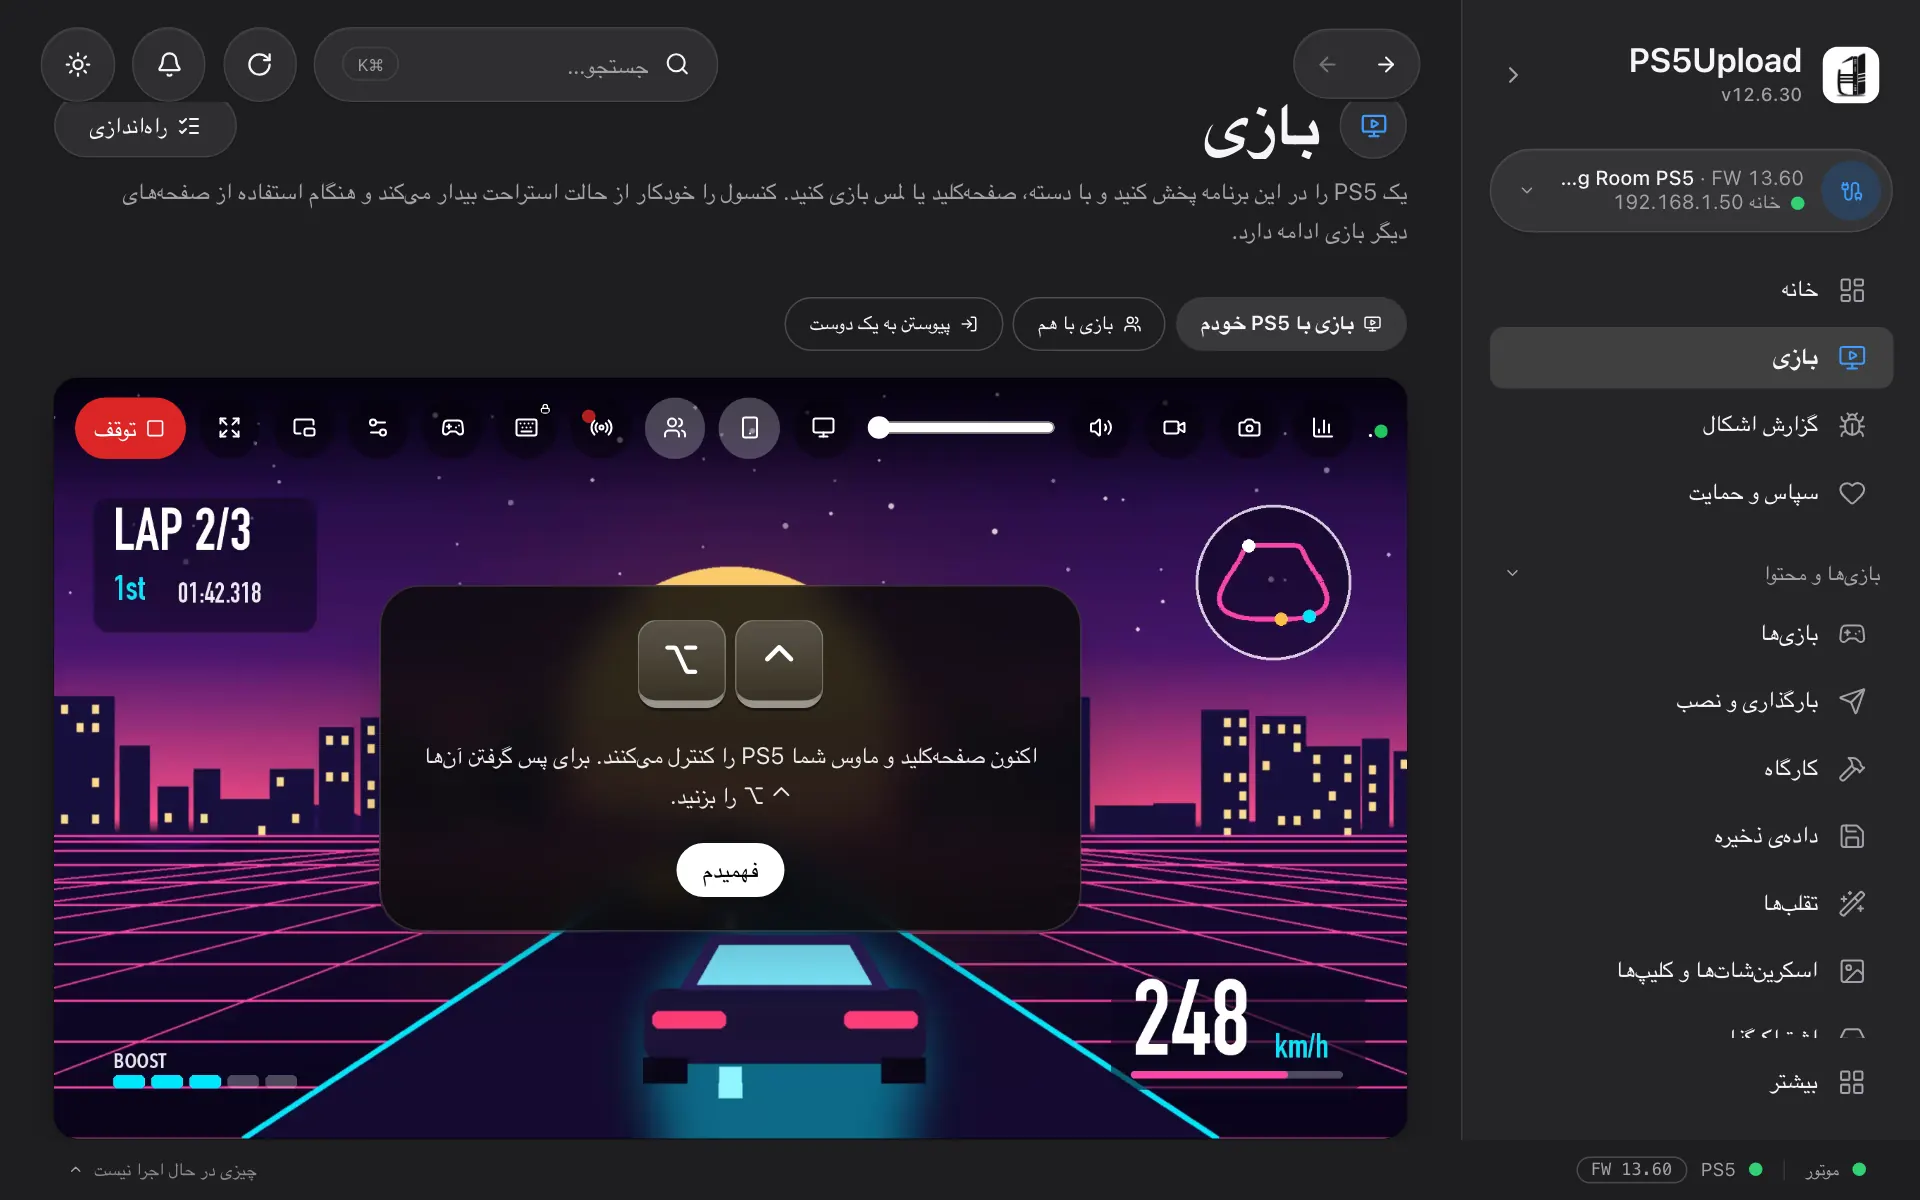 PS5Upload
v12.6.30
...g Room PS5 · FW 13.60
خانه 192.168.1.50
خانه
بازی
گزارش اشکال
سپاس و حمایت
بازی‌ها و محتوا
بازی‌ها
بارگذاری و نصب
کارگاه
داده‌ی ذخیره
تقلب‌ها
اسکرین‌شات‌ها و کلیپ‌ها
بیشتر
موتور
PS5
FW 13.60
جستجو...
⌘K
راه‌اندازی
بازی
یک PS5 را در این برنامه پخش کنید و با دسته، صفحه‌کلید یا لمس بازی کنید. کنسول را خودکار از حالت استراحت بیدار می‌کند و هنگام استفاده از صفحه‌های
دیگر بازی ادامه دارد.
بازی با PS5 خودم
بازی با هم
پیوستن به یک دوست
توقف
LAP 2/3
1st 01:42.318
⌥ ^
اکنون صفحه‌کلید و ماوس شما PS5 را کنترل می‌کنند. برای پس گرفتن آن‌ها
^ ⌥ را بزنید.
فهمیدم
248 km/h
BOOST
چیزی در حال اجرا نیست